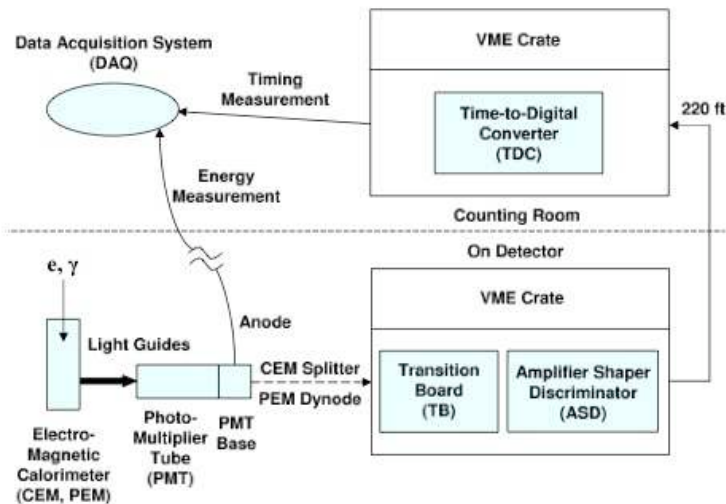 Data Acquisition System
(DAQ)
Timing
Measurement
VME Crate
Time-to-Digital
Converter
(TDC)
220 ft
Energy
Measurement
Counting Room
On Detector
e, γ
VME Crate
Anode
Light Guides
CEM Splitter
PEM Dynode
Transition
Board
(TB)
Amplifier Shaper
Discriminator
(ASD)
Electro-
Magnetic
Calorimeter
(CEM, PEM)
Photo-
Multiplier
Tube
(PMT)
PMT
Base